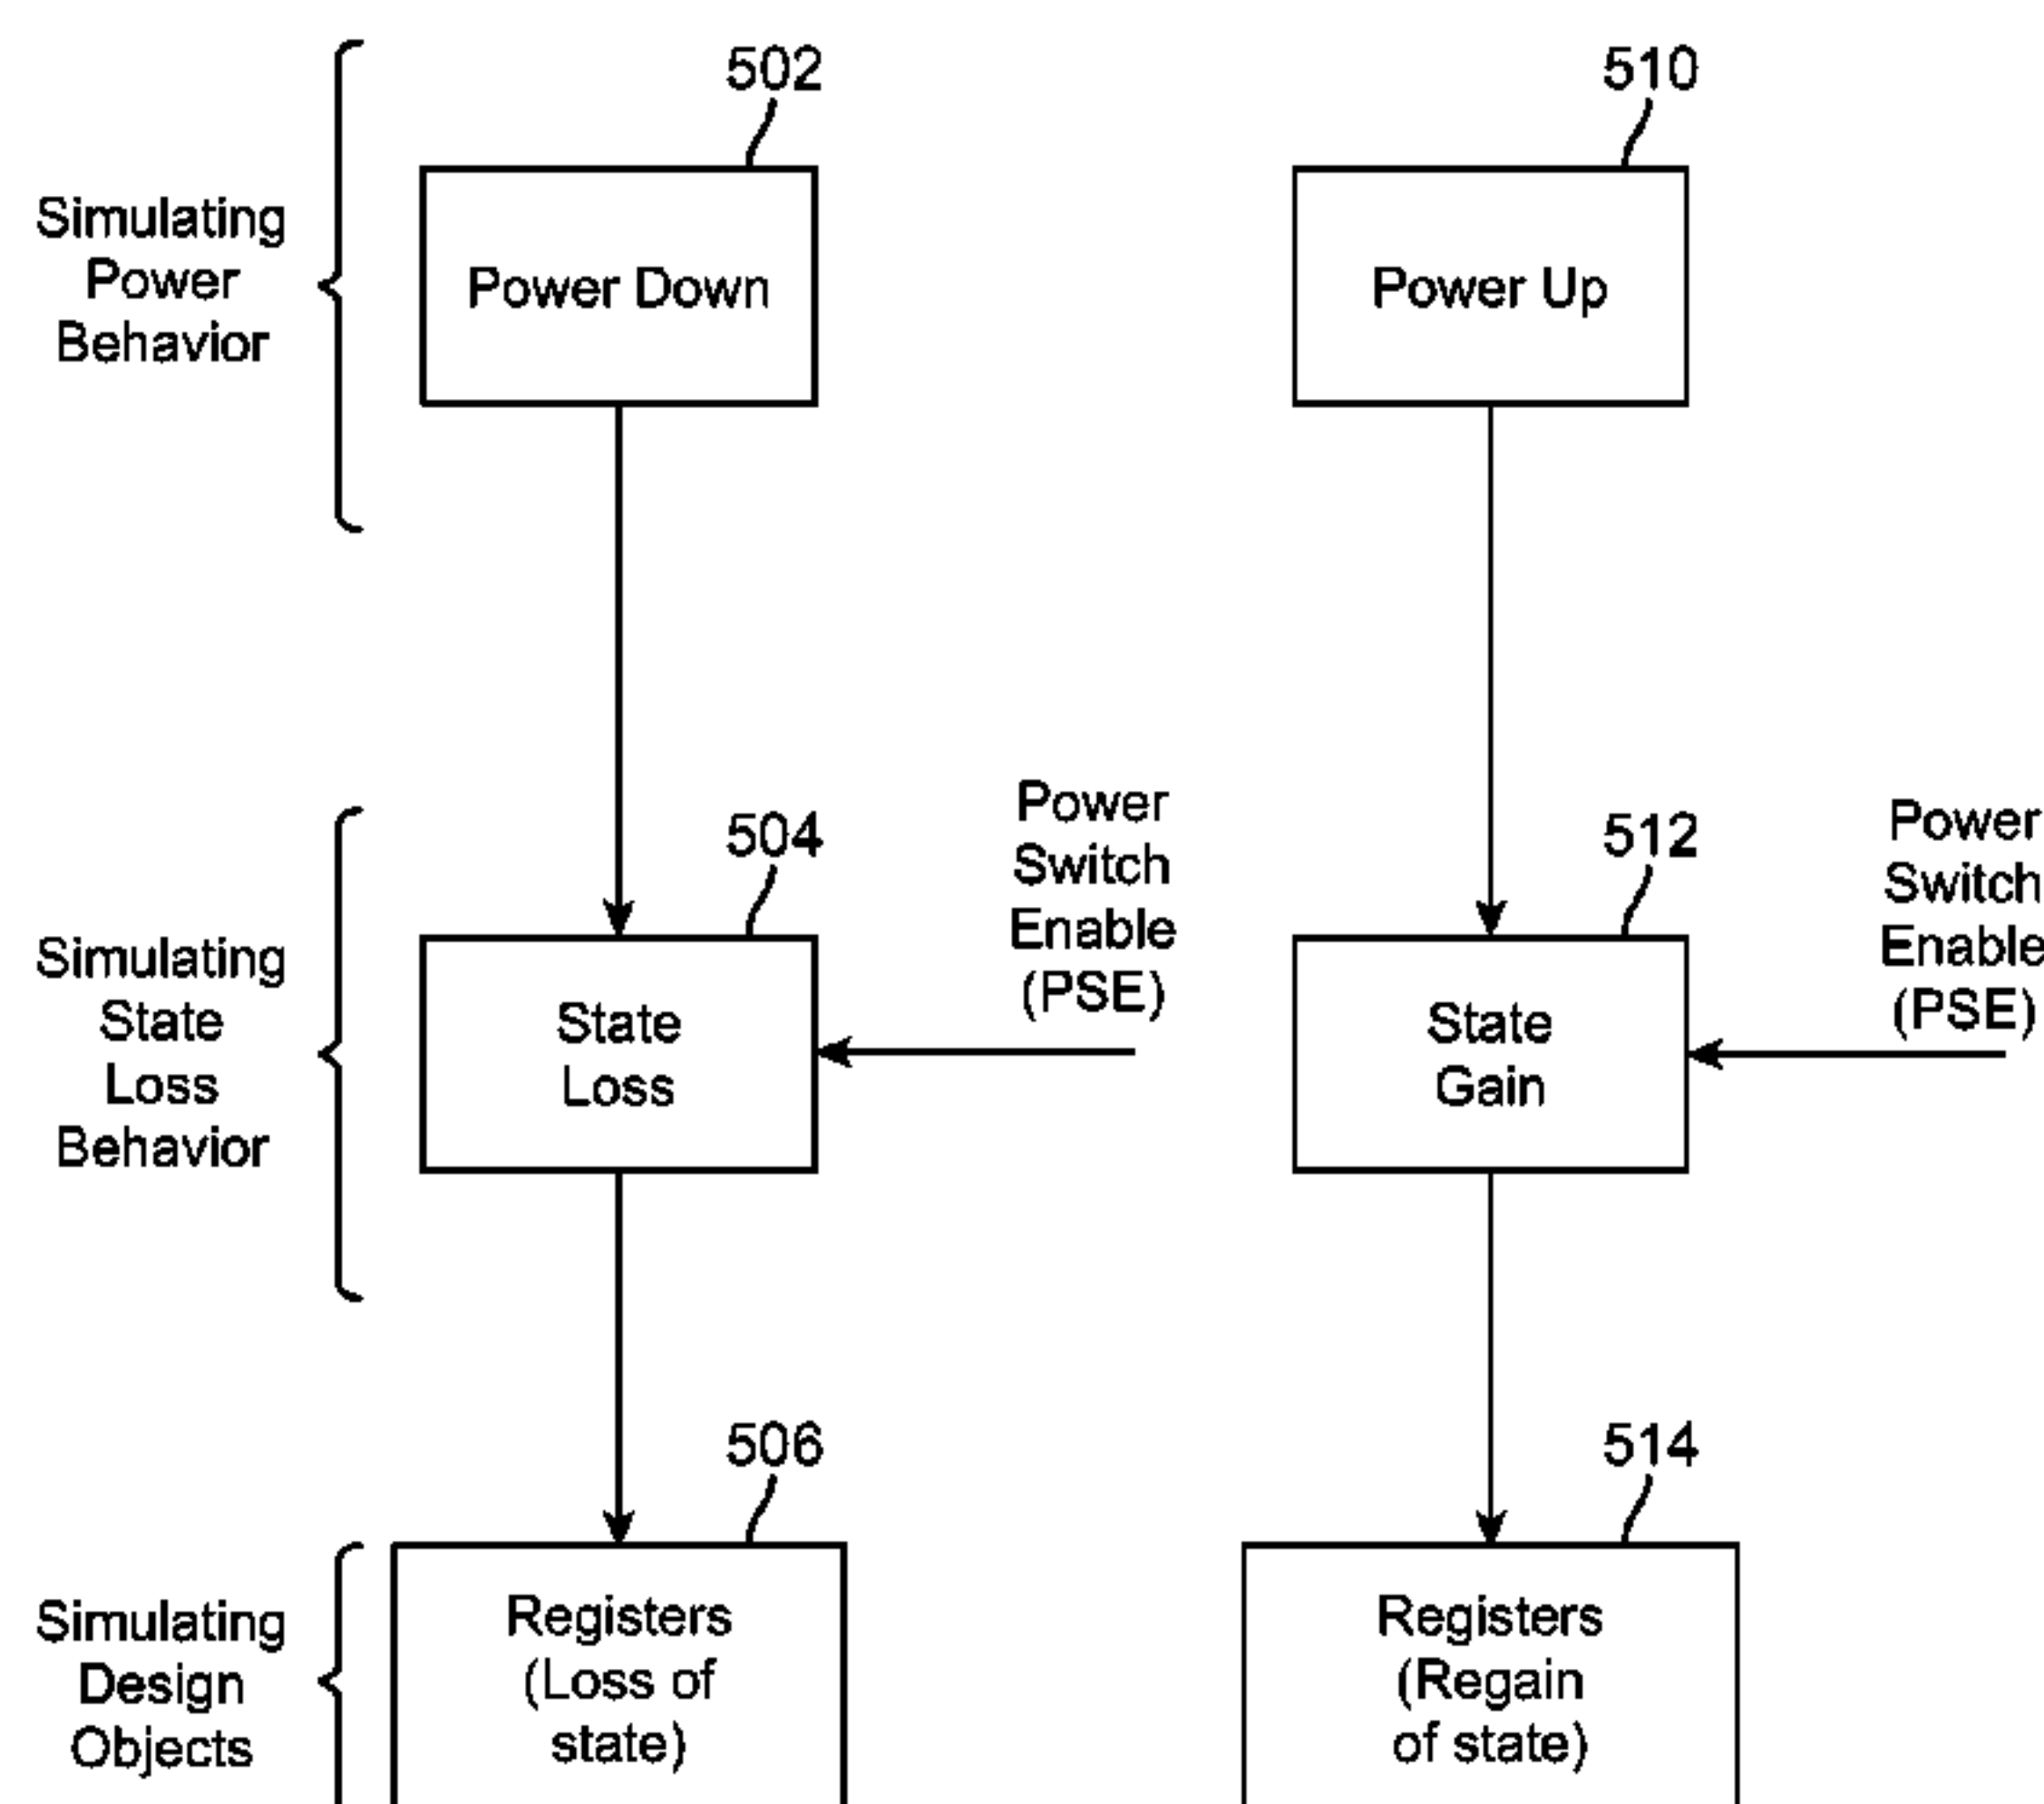 502
510
Simulating
Power
Behavior
Power Down
Power Up
504
Power
Switch
Enable
(PSE)
512
Power
Switch
Enable
(PSE)
Simulating
State
Loss
Behavior
State
Loss
State
Gain
506
514
Simulating
Design
Objects
Registers
(Loss of
state)
Registers
(Regain
of state)